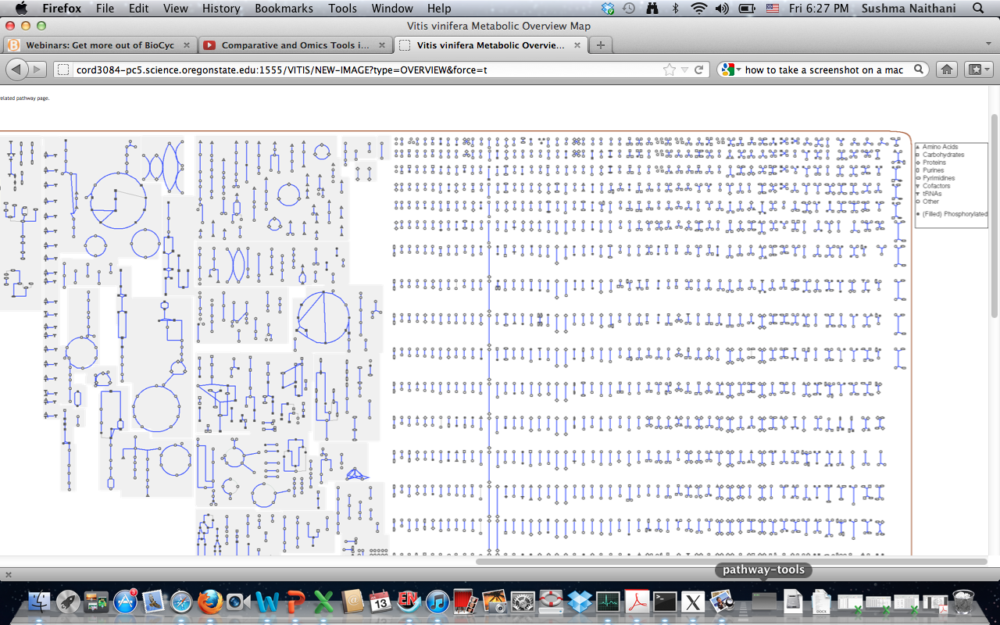 Firefox File Edit View History Bookmarks Tools Window Help Fri 6:27 PM Sushma Naithani
Vitis vinifera Metabolic Overview Map
Webinars: Get more out of BioCyc
Comparative and Omics Tools i...
Vitis vinifera Metabolic Overvie...
cord3084-pc5.science.oregonstate.edu:1555/VITIS/NEW-IMAGE?type=OVERVIEW&force=t
how to take a screenshot on a mac
elated pathway page.
Amino Acids
Carbohydrates
Proteins
Purines
Pyrimidines
Cofactors
tRNAs
Other
(Filled) Phosphorylated
pathway-tools